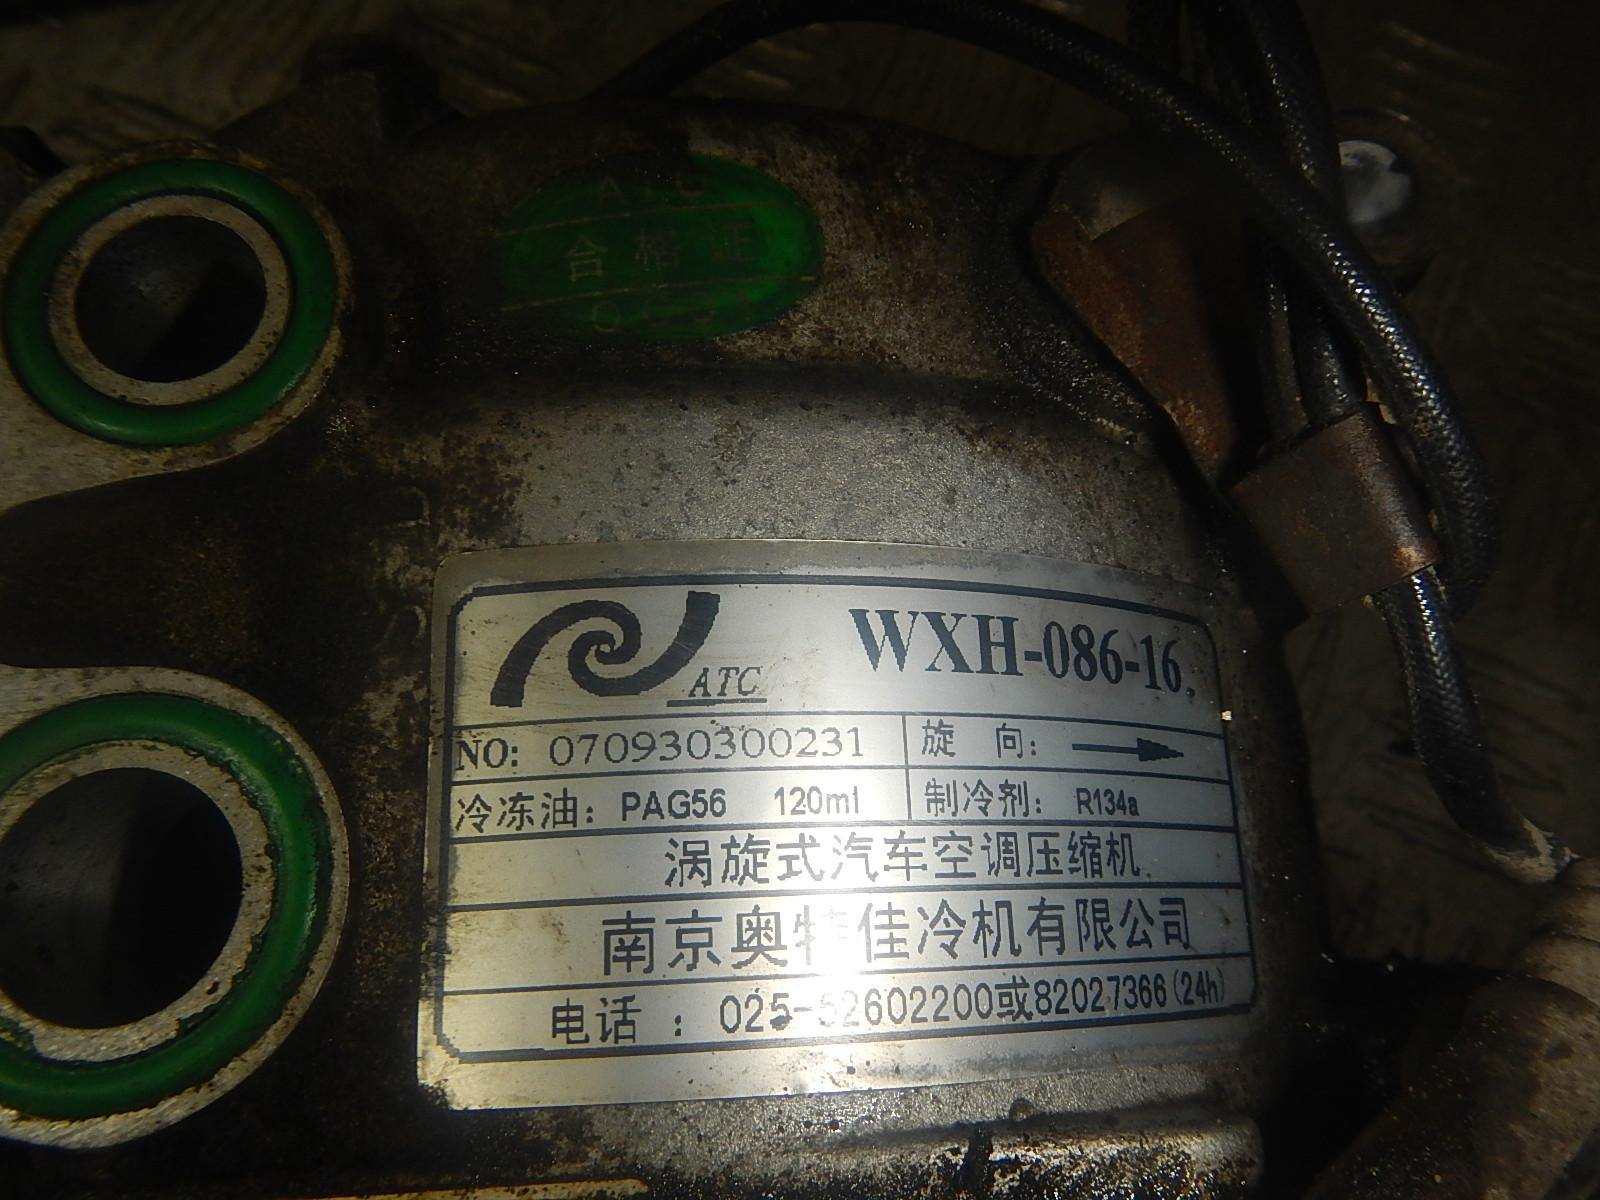 ATC
合格证
ATC
WXH-086-16
NO: 070930300231
旋 向:
冷冻油: PAG56 120ml
制冷剂: R134a
涡旋式汽车空调压缩机
南京奥特佳冷机有限公司
电话 : 025-52602200或82027366(24h)